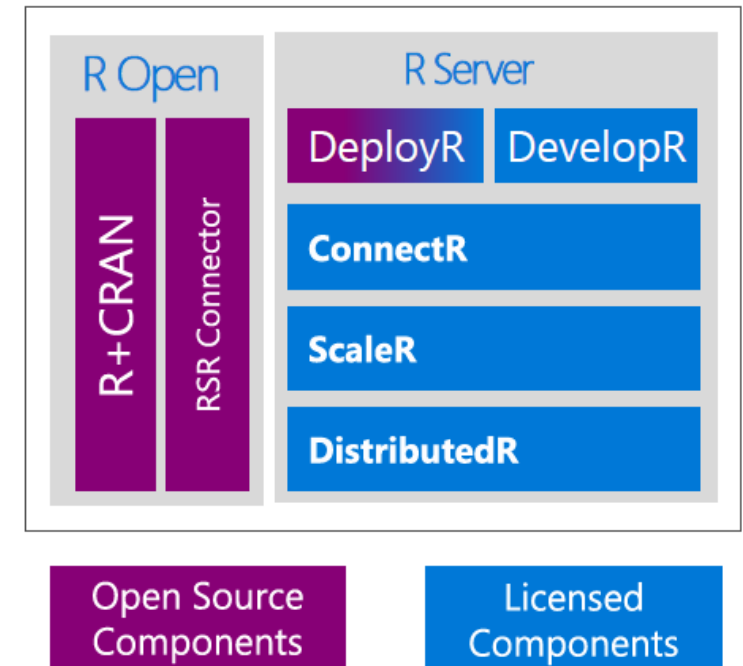 R Open
R+CRAN
RSR Connector
R Server
DeployR
DevelopR
ConnectR
ScaleR
DistributedR
Open Source
Components
Licensed
Components